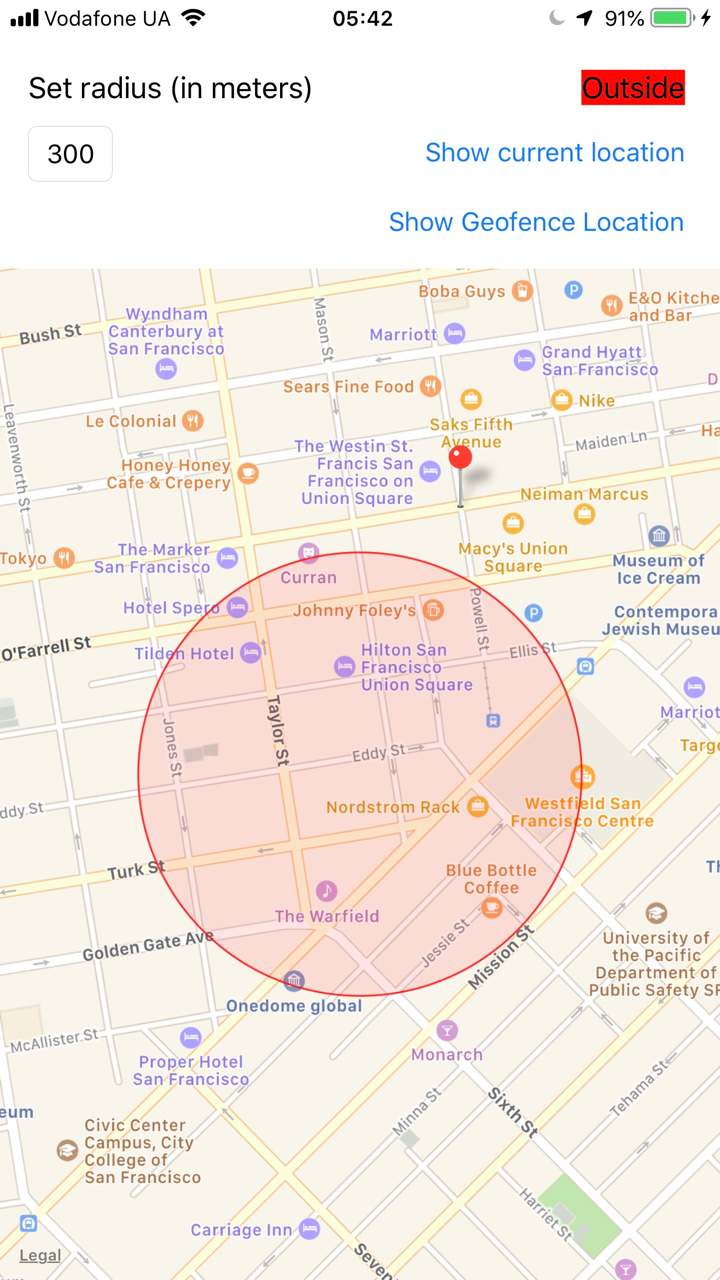 Vodafone UA
05:42
91%
Set radius (in meters)
Outside
300
Show current location
Show Geofence Location
Boba Guys
P
E&O Kitche
and Bar
Wyndham
Canterbury at
San Francisco
Bush St
Mason St
Marriott
Grand Hyatt
San Francisco
Sears Fine Food
D
Nike
Leavenworth St
Le Colonial
Saks Fifth
Avenue
Maiden Ln
Ha
The Westin St.
Francis San
Francisco on
Union Square
Honey Honey
Cafe & Crepery
Neiman Marcus
Tokyo
The Marker
San Francisco
Curran
Macy's Union
Square
Museum of
Ice Cream
Hotel Spero
Johnny Foley's
Powell St
P
Contempora
Jewish Museu
O'Farrell St
Tilden Hotel
Hilton San
Francisco
Union Square
Ellis St
Marriot
Jones St
Taylor St
Eddy St
Targe
ddy St
Nordstrom Rack
Westfield San
Francisco Centre
Turk St
Blue Bottle
Coffee
Th
The Warfield
Golden Gate Ave
Jessie St
Mission St
University of
the Pacific
Department of
Public Safety SF
Onedome global
McAllister St
Monarch
Proper Hotel
San Francisco
Tehama St
eum
Minna St
Sixth St
Civic Center
Campus, City
College of
San Francisco
Harriet St
Carriage Inn
Legal
Seven